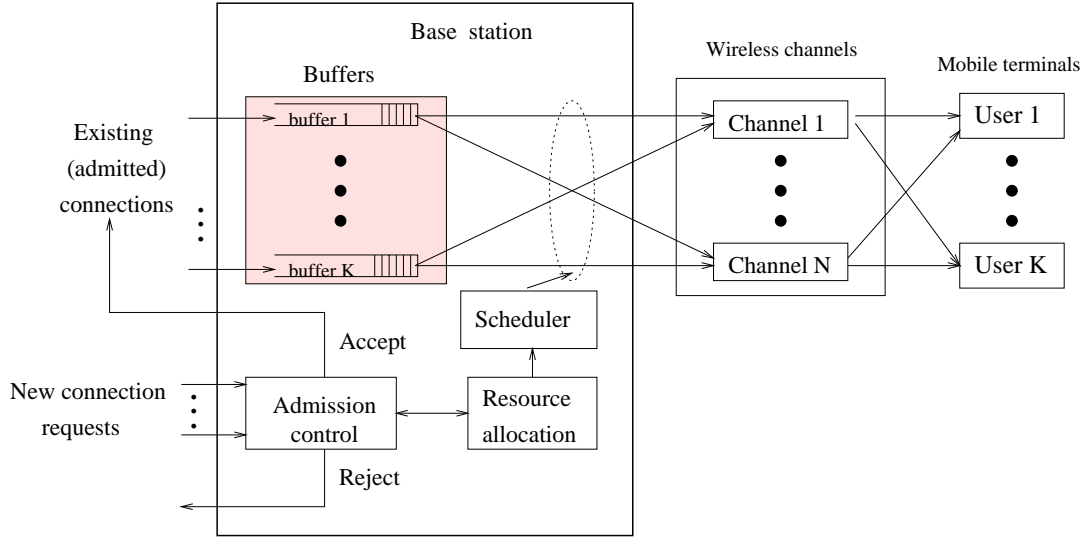 Base station
Wireless channels
Mobile terminals
Buffers
buffer 1
Channel 1
User 1
Existing
(admitted)
connections
buffer K
Channel N
User K
Scheduler
Accept
New connection
requests
Admission
control
Resource
allocation
Reject